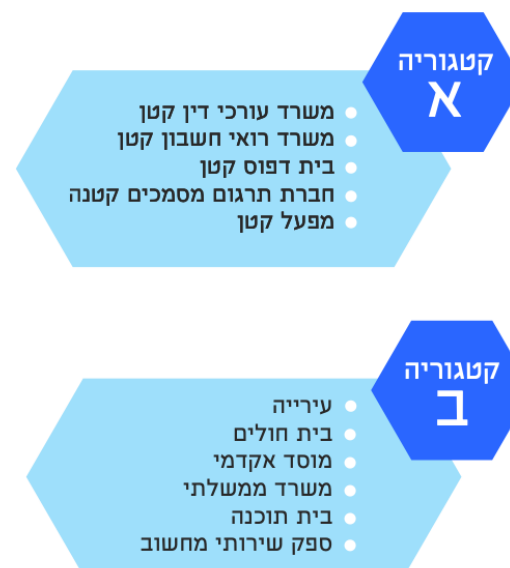 קטגוריה
א
משרד עורכי דין קטן
משרד רואי חשבון קטן
בית דפוס קטן
חברת תרגום מסמכים קטנה
מפעל קטן
קטגוריה
ב
עירייה
בית חולים
מוסד אקדמי
משרד ממשלתי
בית תוכנה
ספק שירותי מחשוב